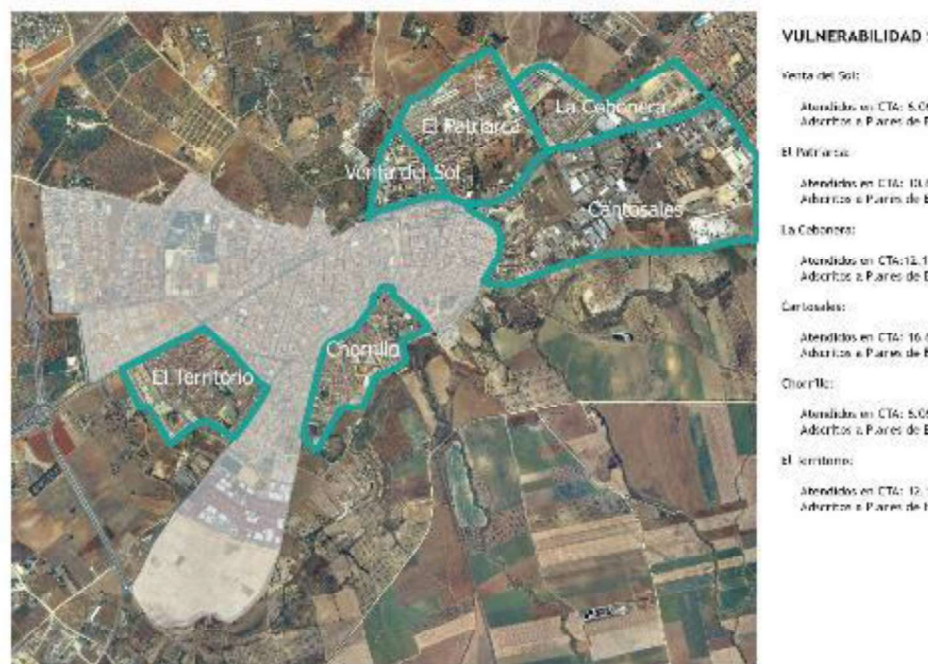 El Patriarca
La Cebonera
Venta del Sol
Cantosales
Chorrillo
El Territorio
VULNERABILIDAD
Venta del Sol:
Atendidos en CTA:
Adscritos a Planes de
El Patriarca:
Atendidos en CTA:
Adscritos a Planes de
La Cebonera:
Atendidos en CTA:
Adscritos a Planes de
Cantosales:
Atendidos en CTA:
Adscritos a Planes de
Chorrillo:
Atendidos en CTA:
Adscritos a Planes de
El Territorio:
Atendidos en CTA:
Adscritos a Planes de